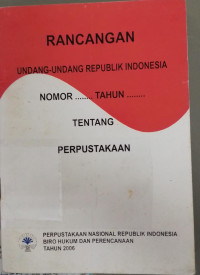 RANCANGAN
UNDANG-UNDANG REPUBLIK INDONESIA
NOMOR ........ TAHUN ........
TENTANG
PERPUSTAKAAN
PERPUSTAKAAN NASIONAL REPUBLIK INDONESIA
BIRO HUKUM DAN PERENCANAAN
TAHUN 2006